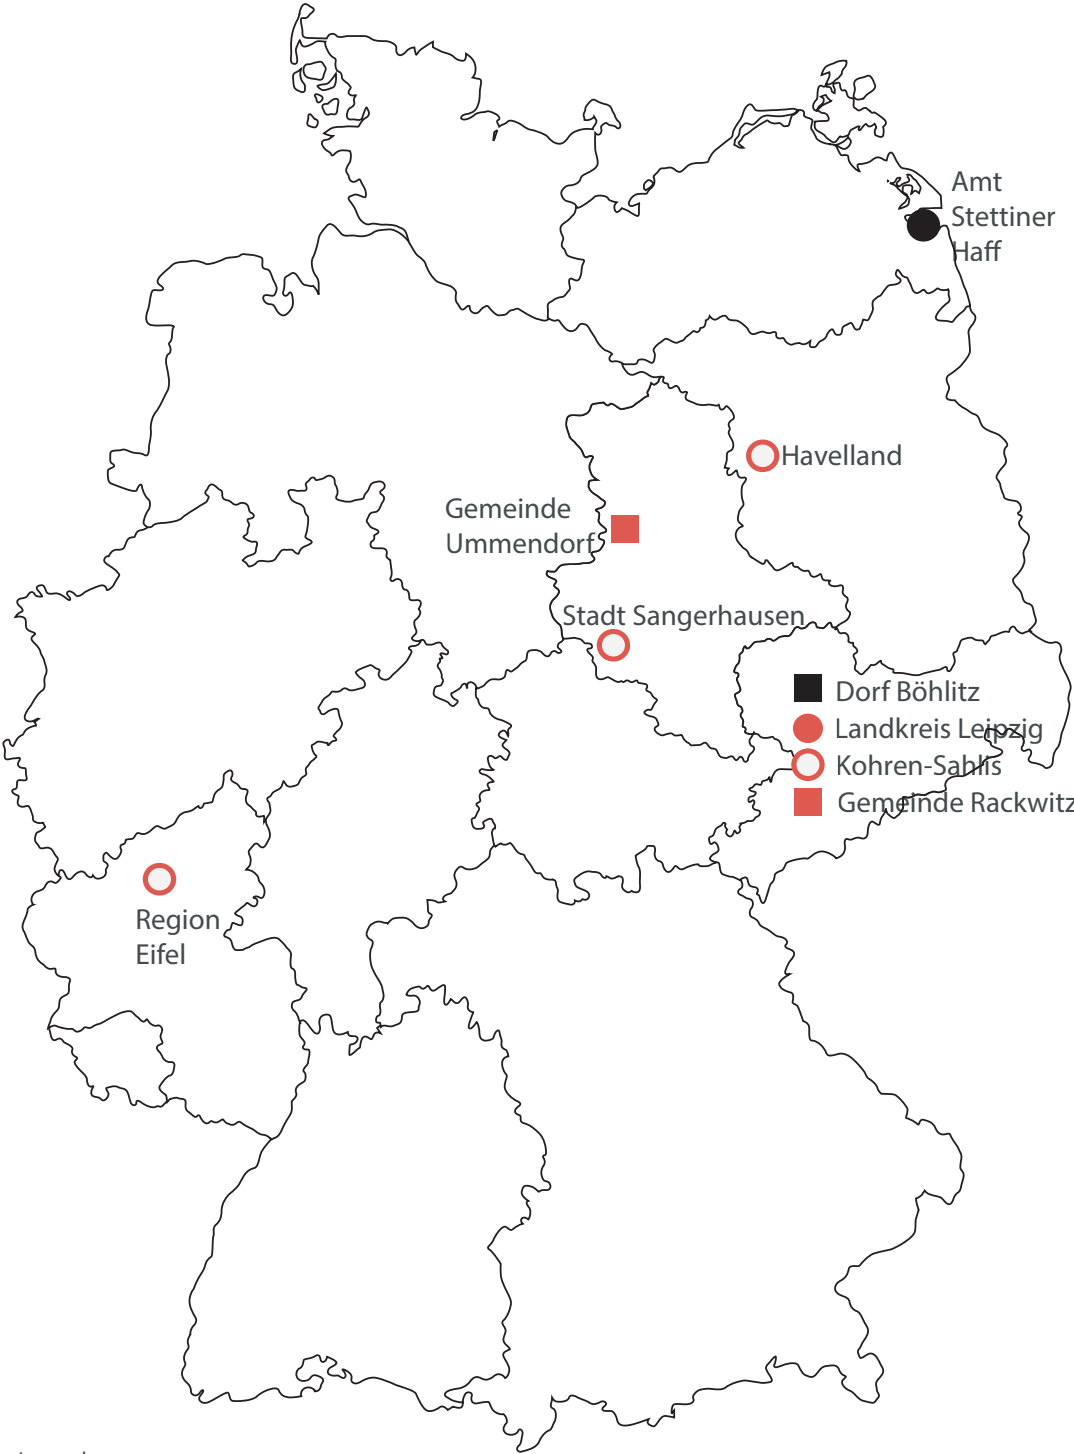 Amt
Stettiner
Haff
Havelland
Gemeinde
Ummendorf
Stadt Sangerhausen
Dorf Böhlitz
Landkreis Leipzig
Kohren-Sahlis
Gemeinde Rackwitz
Region
Eifel